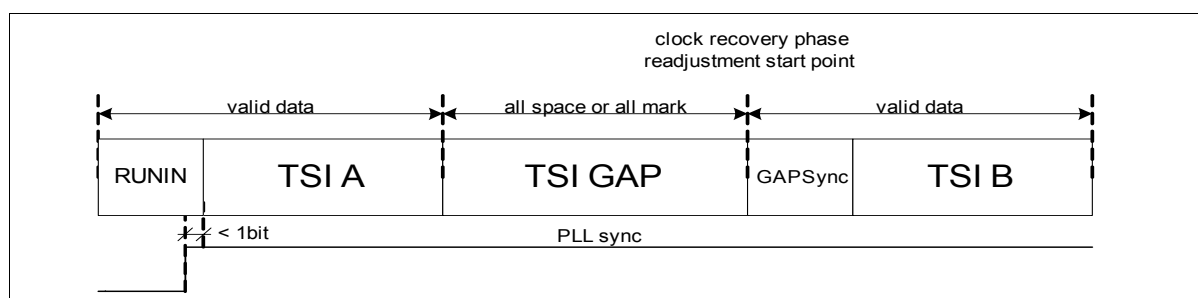 clock recovery phase
readjustment start point
valid data
all space or all mark
valid data
RUNIN
TSI A
TSI GAP
GAPSync
TSI B
< 1bit
PLL sync